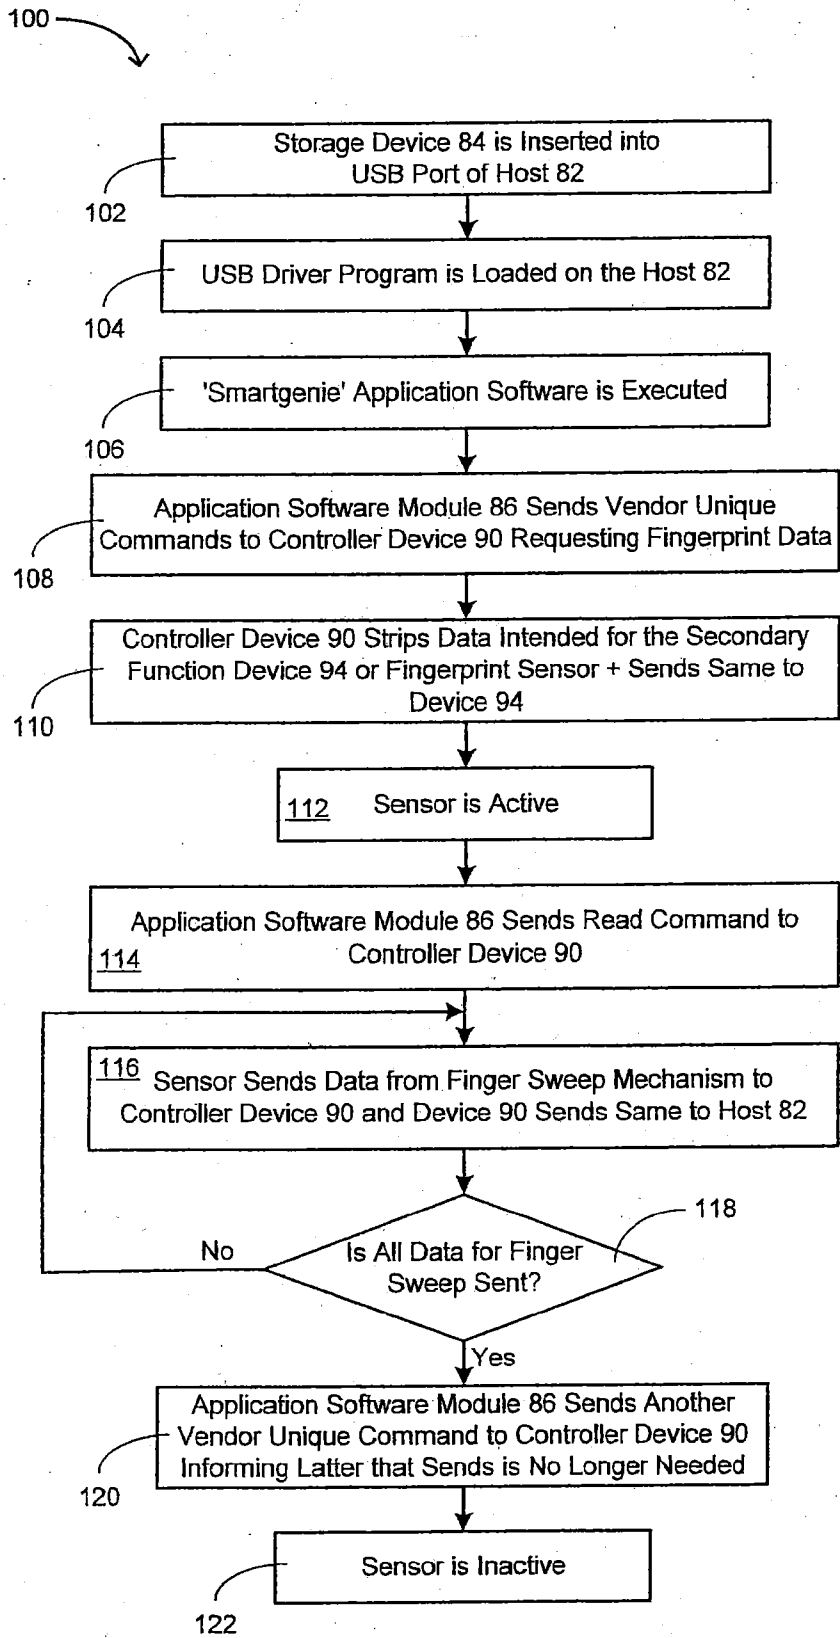 100
Storage Device 84 is Inserted into
USB Port of Host 82
102
USB Driver Program is Loaded on the Host 82
104
'Smartgenie' Application Software is Executed
106
Application Software Module 86 Sends Vendor Unique
Commands to Controller Device 90 Requesting Fingerprint Data
108
Controller Device 90 Strips Data Intended for the Secondary
Function Device 94 or Fingerprint Sensor + Sends Same to
Device 94
110
112 Sensor is Active
Application Software Module 86 Sends Read Command to
Controller Device 90
114
116
Sensor Sends Data from Finger Sweep Mechanism to
Controller Device 90 and Device 90 Sends Same to Host 82
118
No
Is All Data for Finger
Sweep Sent?
Yes
Application Software Module 86 Sends Another
Vendor Unique Command to Controller Device 90
Informing Latter that Sends is No Longer Needed
120
Sensor is Inactive
122